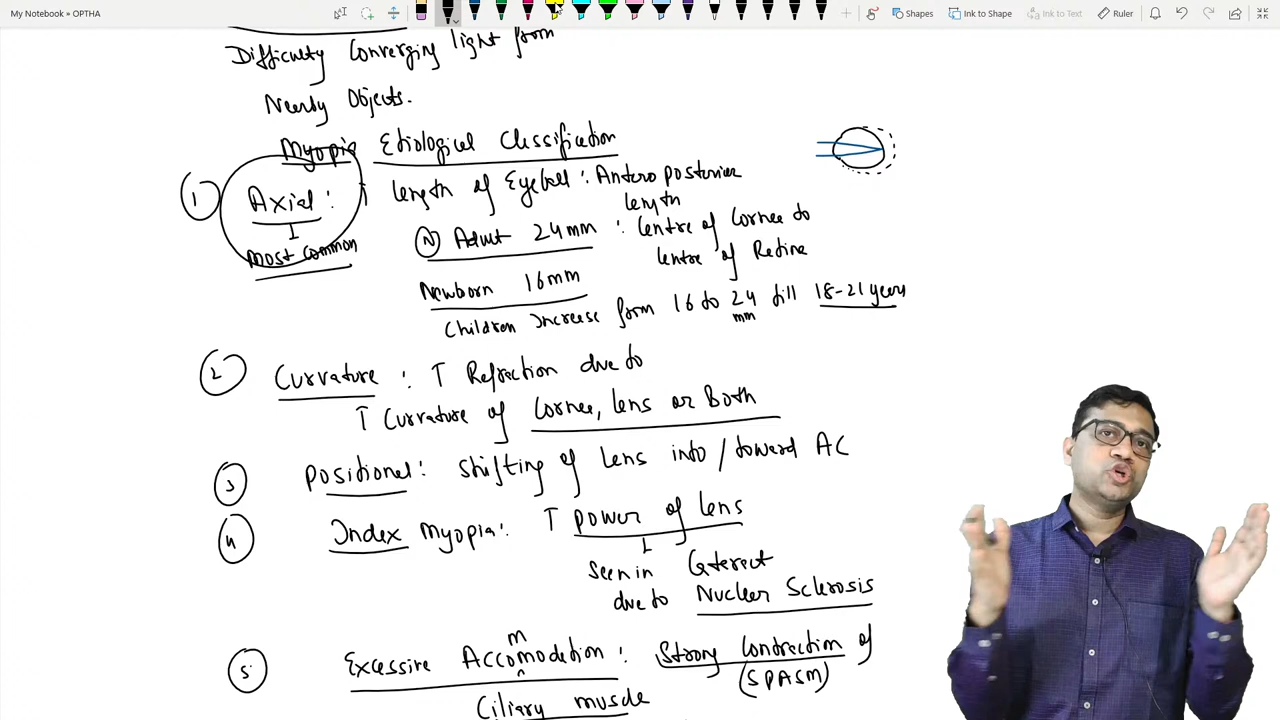 My Notebook » OPTHA
Shapes
Ink to Shape
Ink to Text
Ruler
Difficulty Converging light from
Nearby Objects.
Myopia Etiological Classification
1 Axial : ↑ length of Eyeball : Antero posterior
length
most common
(N) Adult 24mm : Centre of Cornea to
Centre of Retina
Newborn 16mm
Children Increase from 16 to 24 till 18-21 years
mm
2 Curvature : ↑ Refraction due to
↑ Curvature of Cornea, lens or Both
3 Positional : Shifting of lens into / toward AC
4 Index Myopia : ↑ power of lens
Seen in Cataract
due to Nuclear Sclerosis
5 Excessive Accomodation : Strong Contraction of
m
(SPASM)
Ciliary muscle